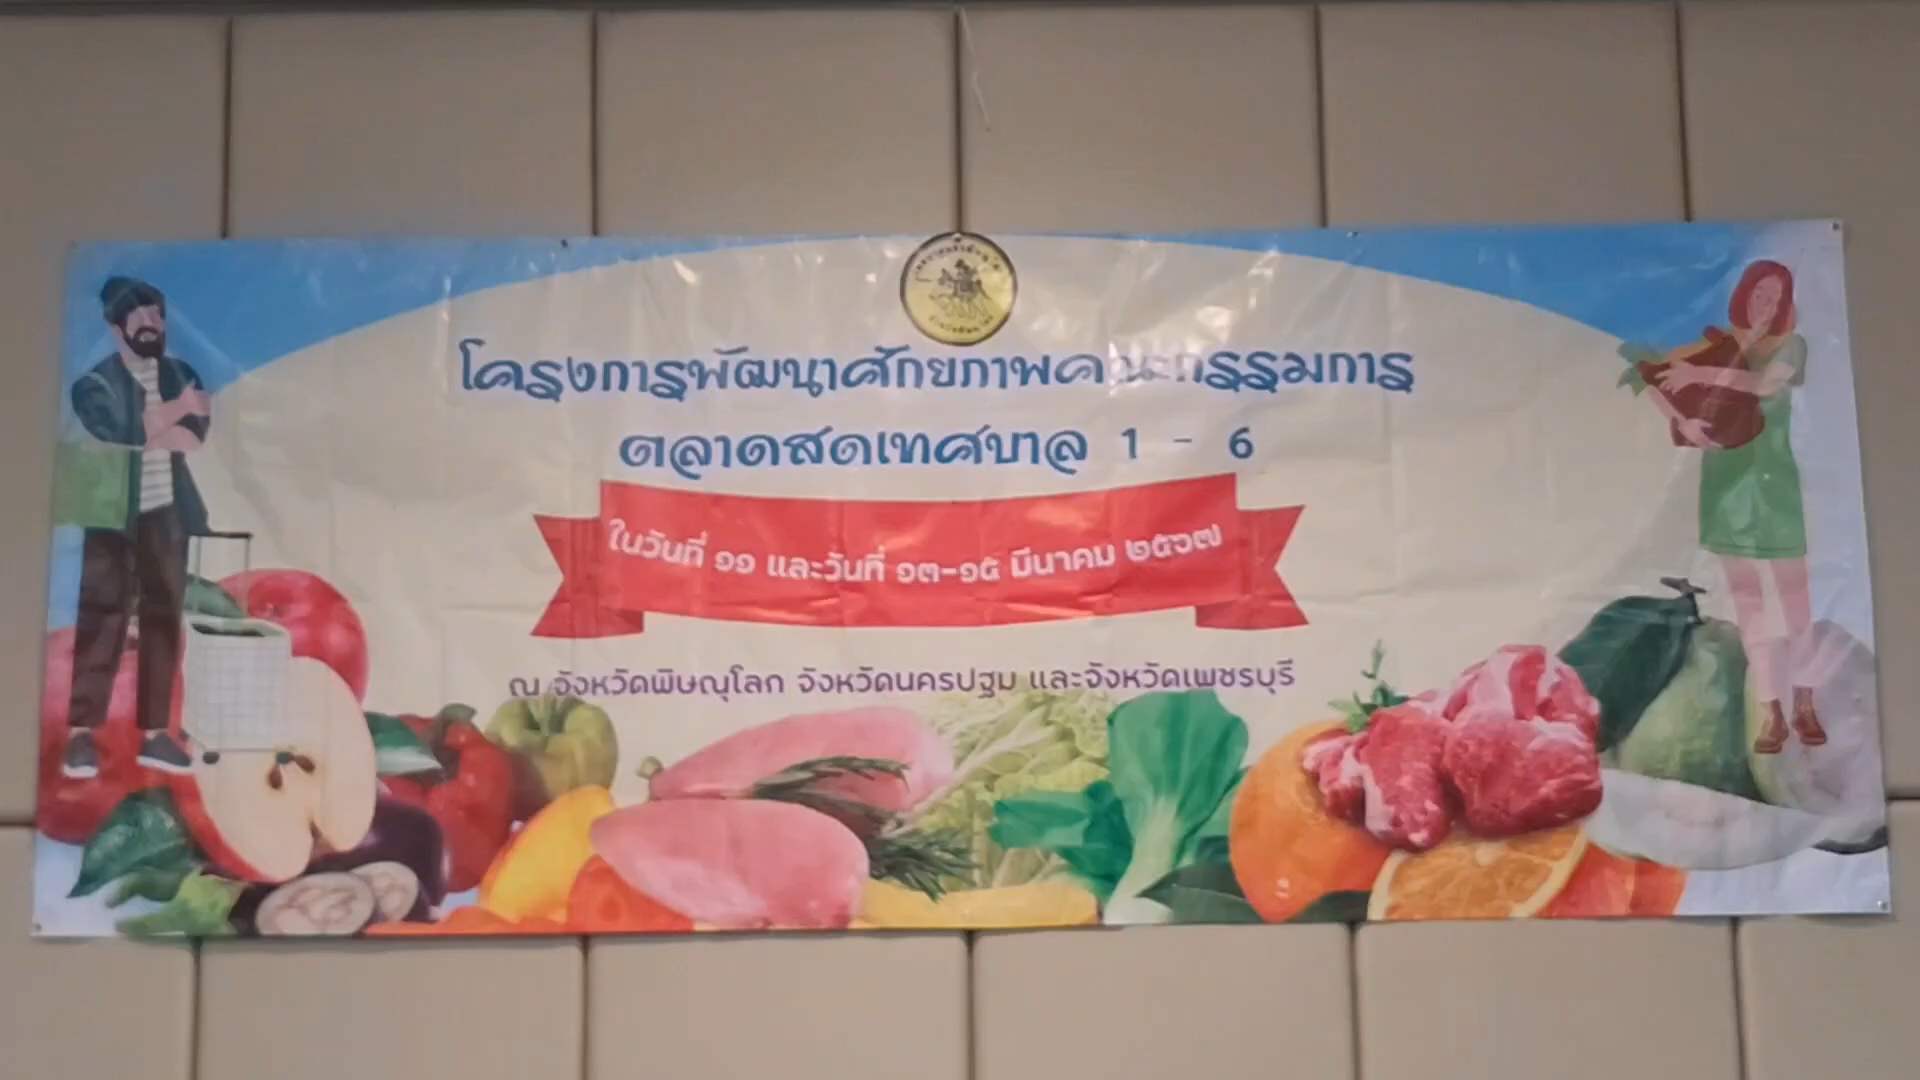 โครงการพัฒนาศักยภาพคณะกรรมการ
ตลาดสดเทศบาล 1 - 6
ในวันที่ ๑๑ และวันที่ ๑๓-๑๕ มีนาคม ๒๕๖๗
ณ จังหวัดพิษณุโลก จังหวัดนครปฐม และจังหวัดเพชรบุรี